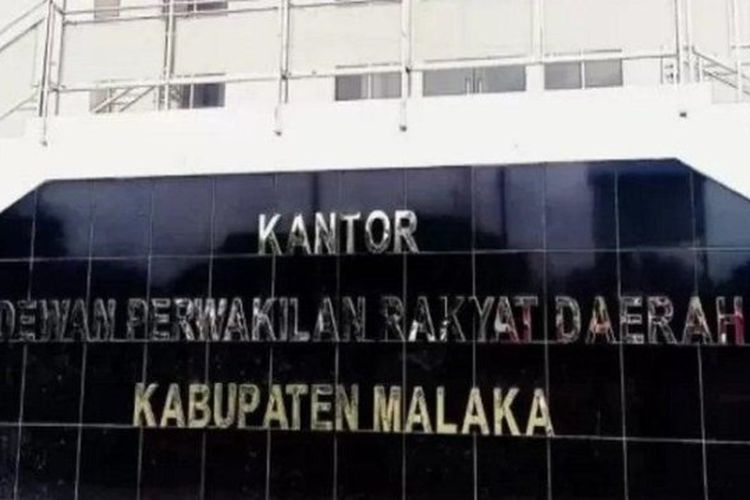 KANTOR
DEWAN PERWAKILAN RAKYAT DAERAH
KABUPATEN MALAKA